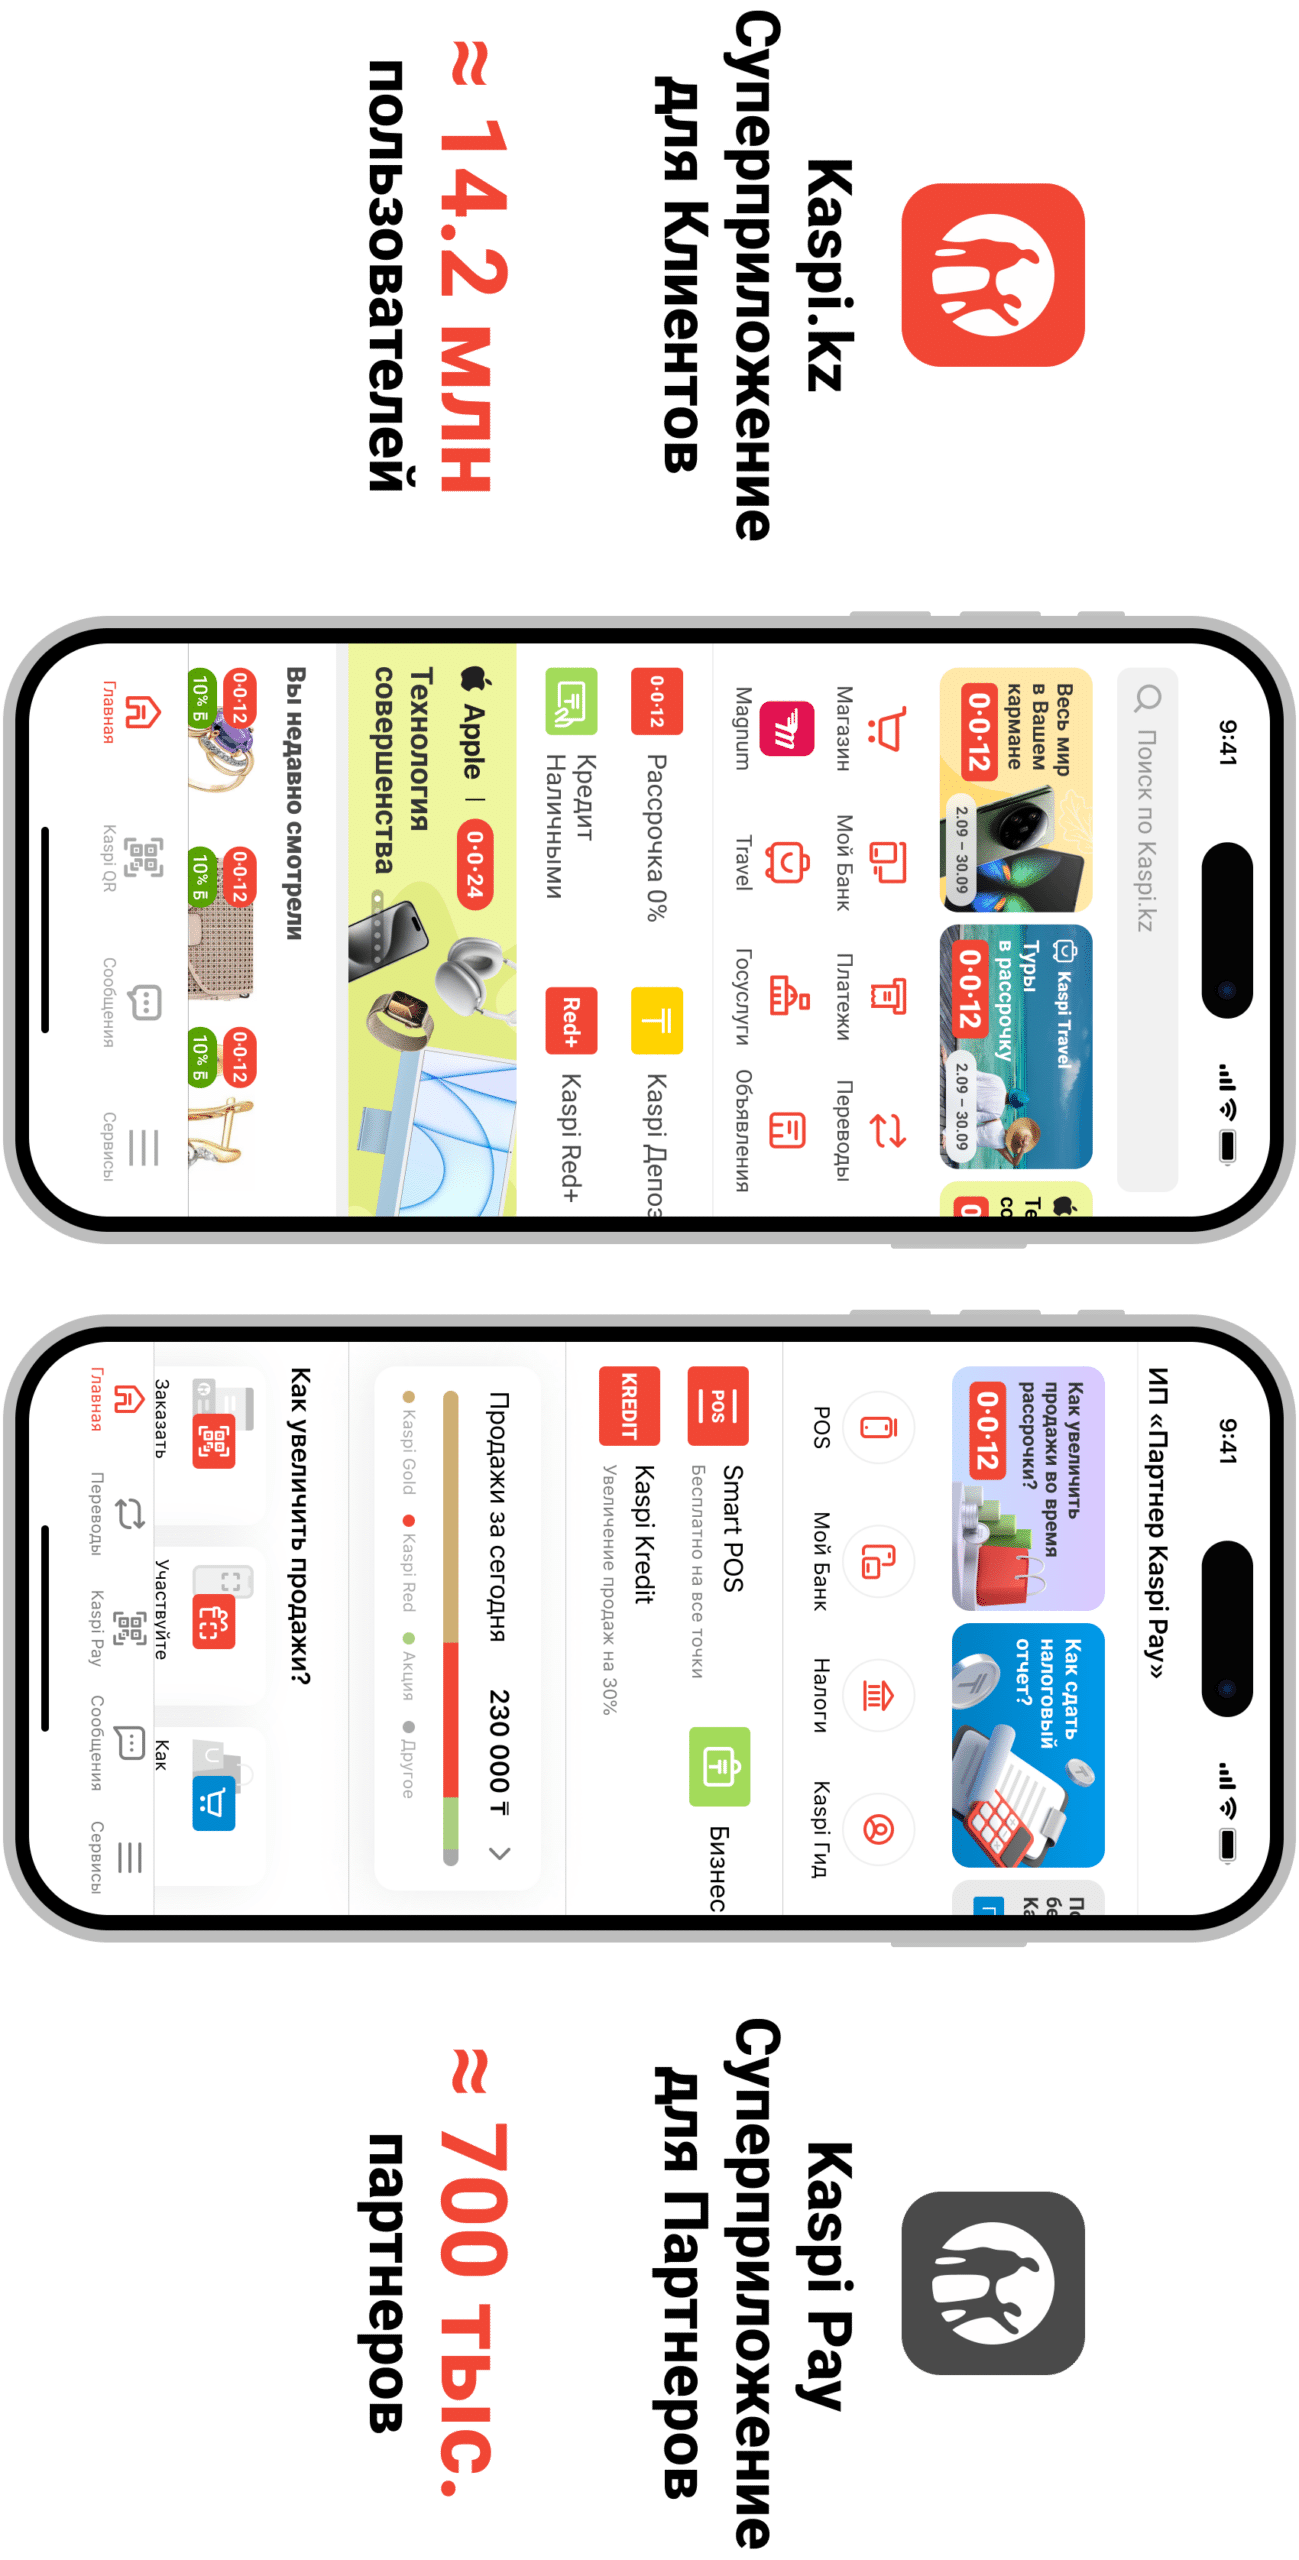 Kaspi.kz
Суперприложение
для Клиентов
≈ 14.2 млн
пользователей
9:41
Поиск по Kaspi.kz
Весь мир
в Вашем
кармане
0·0·12
2.09 – 30.09
Kaspi Travel
Туры
в рассрочку
0·0·12
2.09 – 30.09
Те
со
0
Магазин
Мой Банк
Платежи
Переводы
Magnum
Travel
Госуслуги
Объявления
0·0·12
Рассрочка 0%
Kaspi Депоз
Кредит
Наличными
Red+
Kaspi Red+
Apple | 0·0·24
Технология
совершенства
Вы недавно смотрели
0·0·12
10% Б
0·0·12
10% Б
0·0·12
10% Б
Главная
Kaspi QR
Сообщения
Сервисы
9:41
ИП «Партнер Kaspi Pay»
Как увеличить
продажи во время
рассрочки?
0·0·12
Как сдать
налоговый
отчет?
По
бе
Ка
POS
Мой Банк
Налоги
Kaspi Гид
POS
Smart POS
Бесплатно на все точки
Бизнес
KREDIT
Kaspi Kredit
Увеличение продаж на 30%
Продажи за сегодня
230 000 ₸
Kaspi Gold
Kaspi Red
Акция
Другое
Как увеличить продажи?
Заказать
Участвуйте
Как
Главная
Переводы
Kaspi Pay
Сообщения
Сервисы
Kaspi Pay
Суперприложение
для Партнеров
≈ 700 тыс.
партнеров